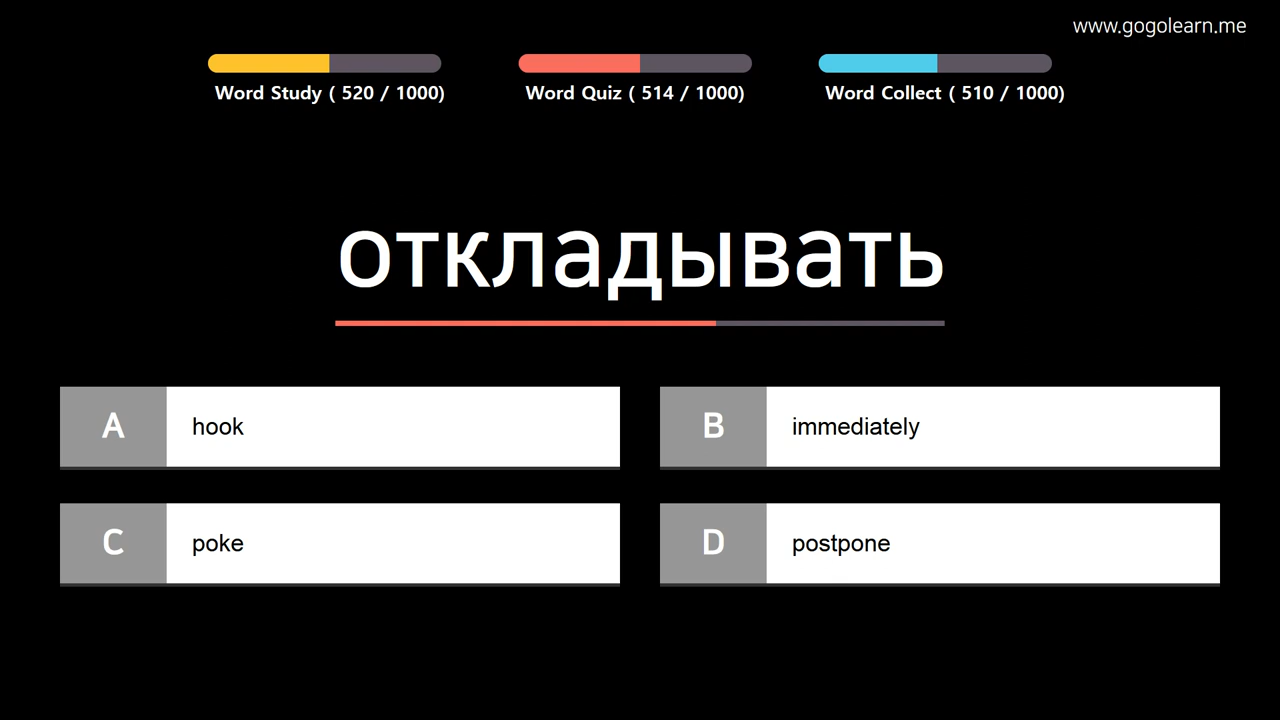 www.gogolearn.me
Word Study ( 520 / 1000)
Word Quiz ( 514 / 1000)
Word Collect ( 510 / 1000)
откладывать
A hook
B immediately
C poke
D postpone